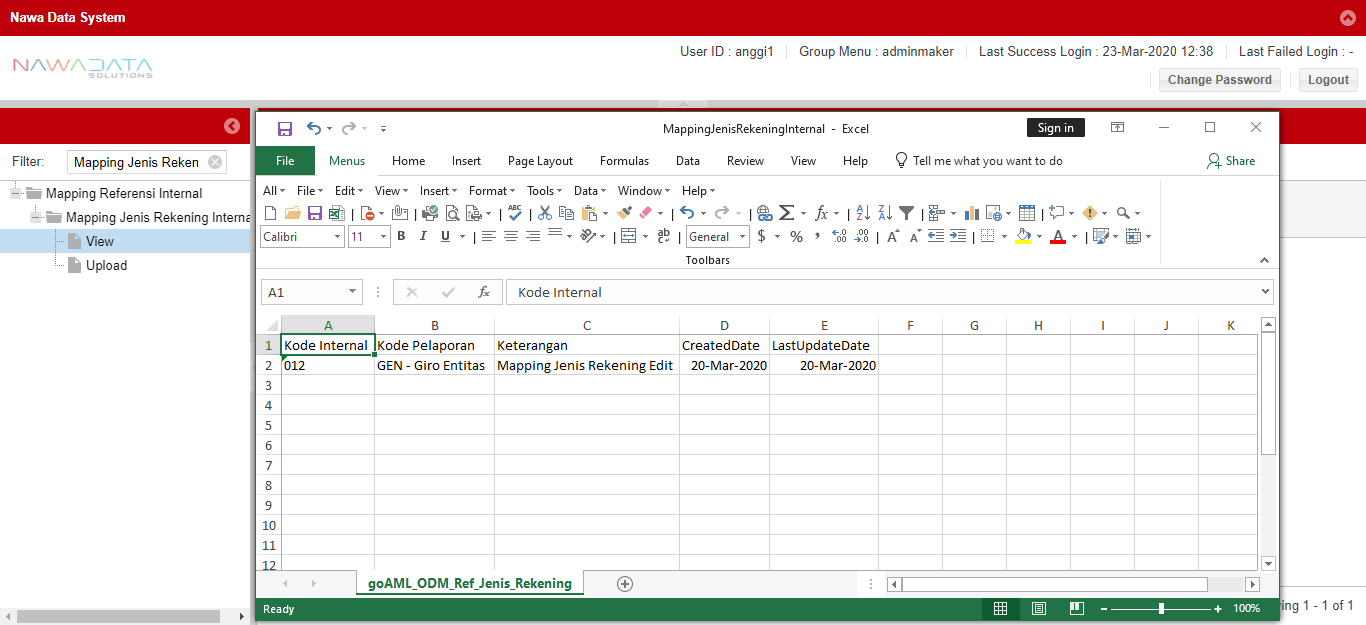 Nawa Data System
NAWADATA
SOLUTIONS
User ID : anggi1
Group Menu : adminmaker
Last Success Login : 23-Mar-2020 12:38
Last Failed Login : -
Change Password
Logout
Filter:
Mapping Jenis Reken
Mapping Referensi Internal
Mapping Jenis Rekening Interna
View
Upload
MappingJenisRekeningInternal - Excel
Sign in
File Menus Home Insert Page Layout Formulas Data Review View Help Tell me what you want to do Share
All File Edit View Insert Format Tools Data Window Help
Calibri 11 B I U General $ % ,
Toolbars
A1 fx Kode Internal
A B C D E F G H I J K
1 Kode Internal Kode Pelaporan Keterangan CreatedDate LastUpdateDate
2 012 GEN - Giro Entitas Mapping Jenis Rekening Edit 20-Mar-2020 20-Mar-2020
3
4
5
6
7
8
9
10
11
12
goAML_ODM_Ref_Jenis_Rekening
Ready
100%
ing 1 - 1 of 1